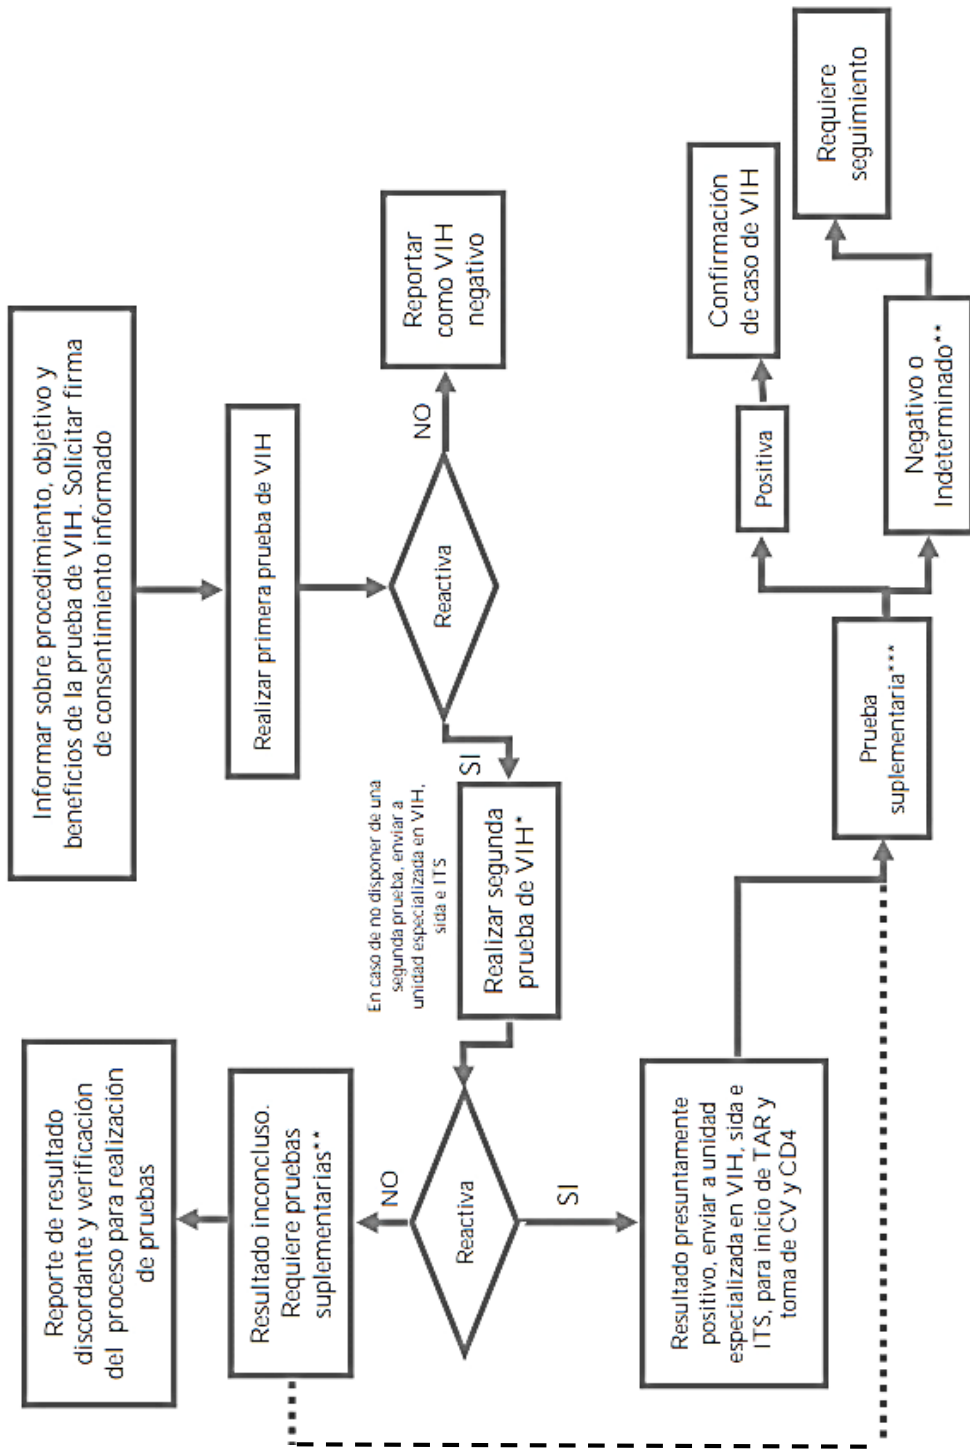 Informar sobre procedimiento, objetivo y
beneficios de la prueba de VIH. Solicitar firma
de consentimiento informado
Realizar primera prueba de VIH
Reactiva
NO
Reportar
como VIH
negativo
SI
En caso de no disponer de una
segunda prueba, enviar a
unidad especializada en VIH,
sida e ITS
Realizar segunda
prueba de VIH*
Reactiva
NO
Resultado inconcluso.
Requiere pruebas
suplementarias**
Reporte de resultado
discordante y verificación
del proceso para realización
de pruebas
SI
Resultado presuntamente
positivo, enviar a unidad
especializada en VIH, sida e
ITS, para inicio de TAR y
toma de CV y CD4
Prueba
suplementaria***
Positiva
Confirmación
de caso de VIH
Negativo o
Indeterminado**
Requiere
seguimiento